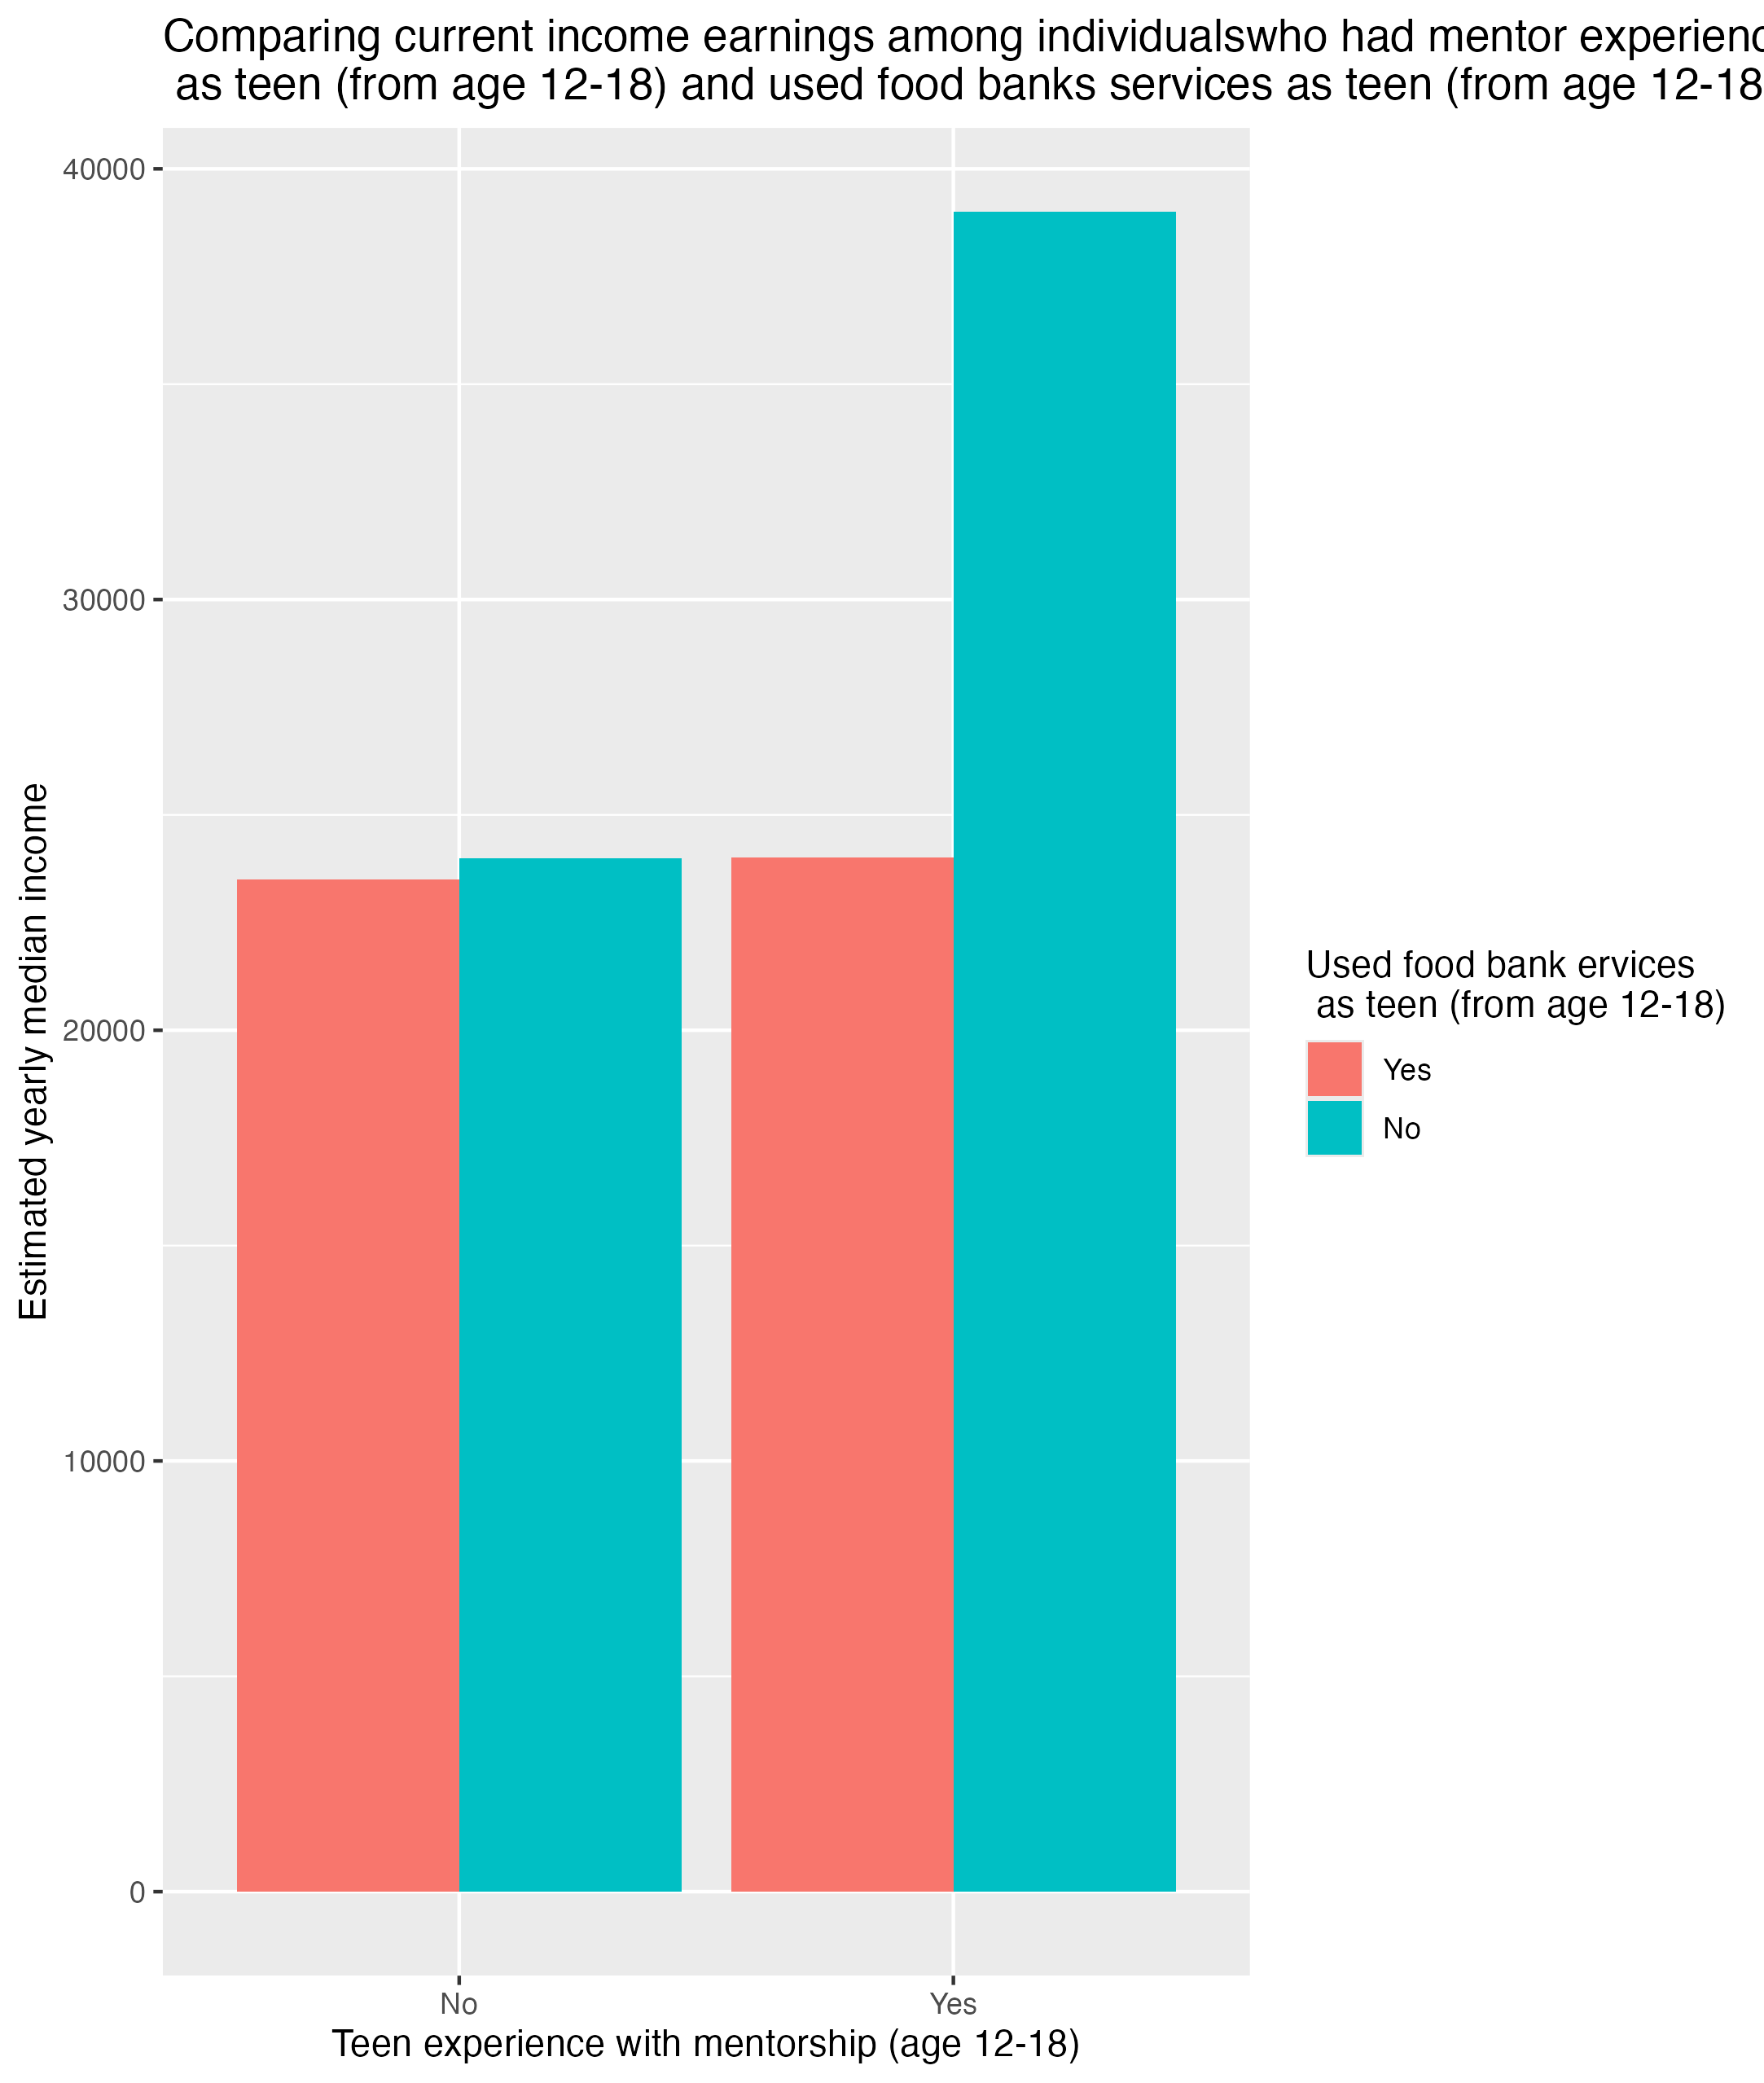 Comparing current income earnings among individualswho had mentor experienc
as teen (from age 12-18) and used food banks services as teen (from age 12-18
Estimated yearly median income
40000
30000
20000
10000
0
No
Yes
Teen experience with mentorship (age 12-18)
Used food bank ervices
as teen (from age 12-18)
Yes
No